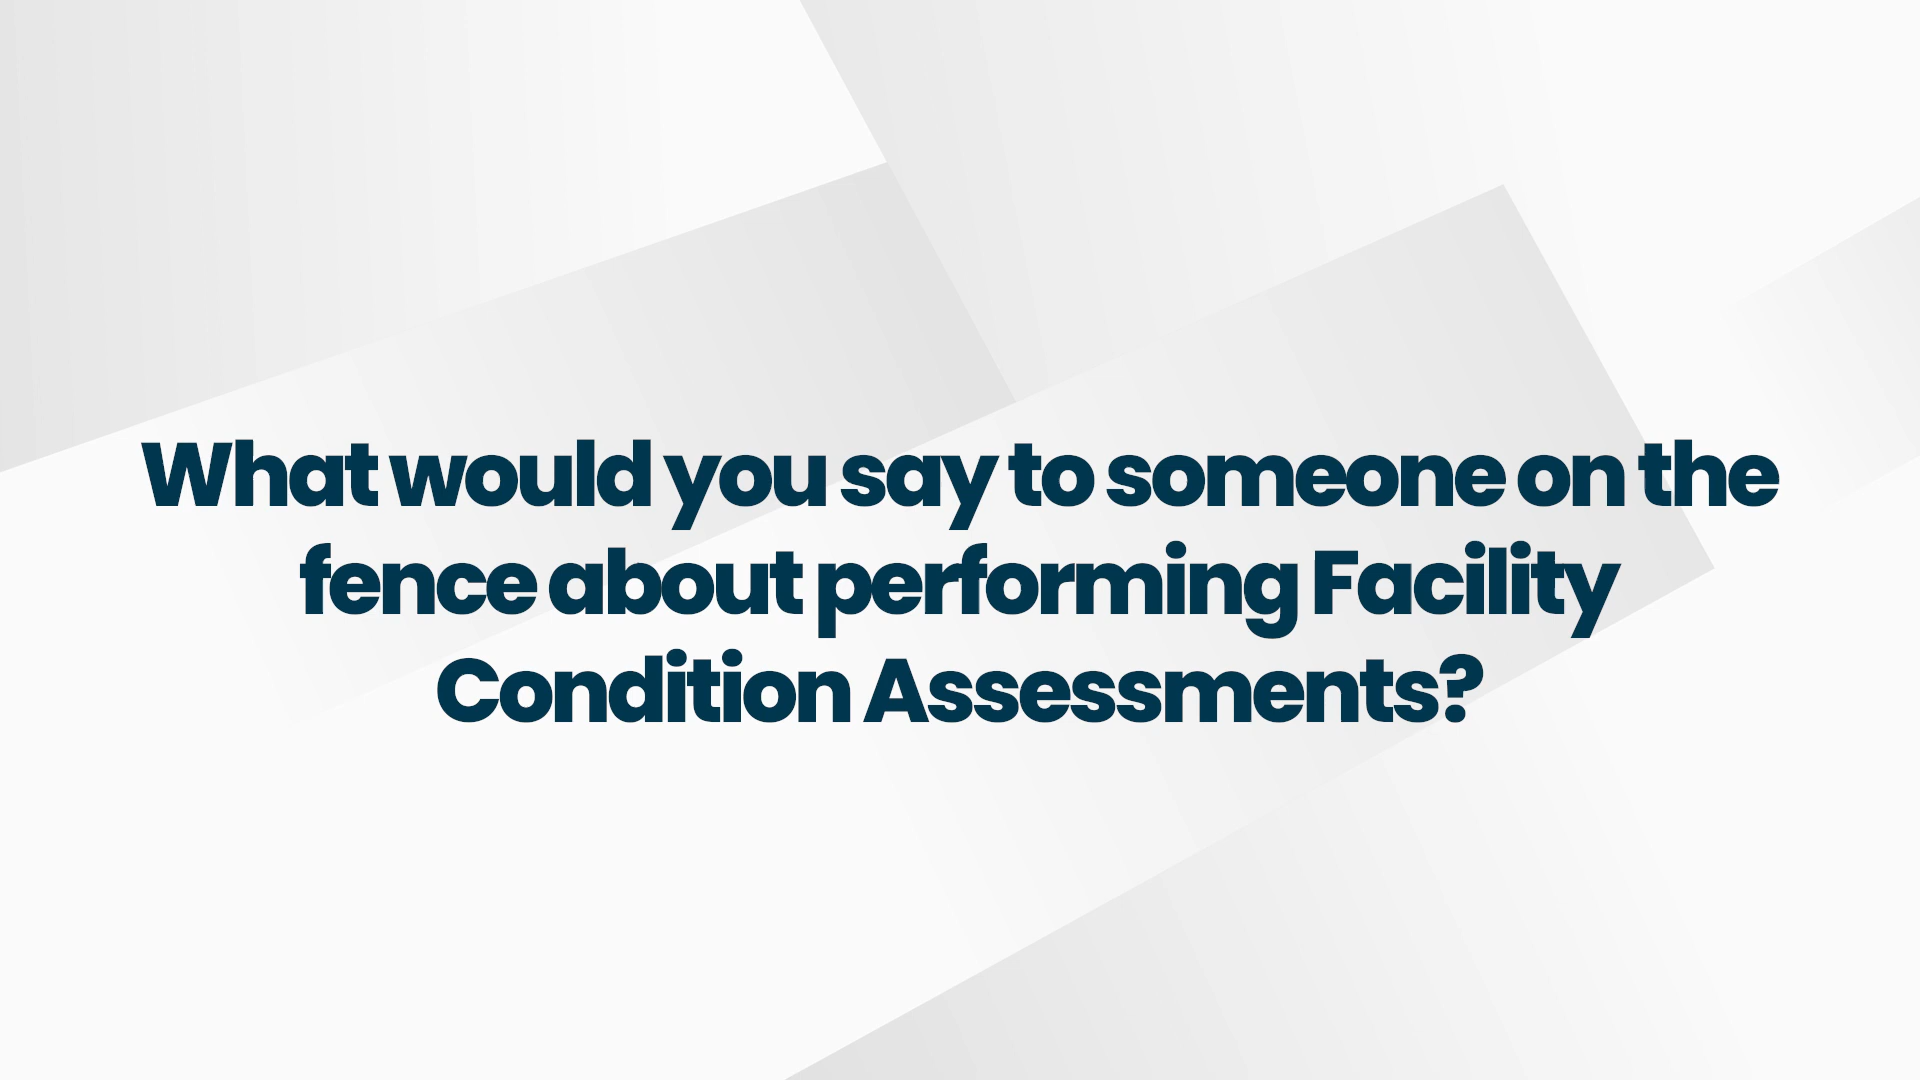 What would you say to someone on the
fence about performing Facility
Condition Assessments?